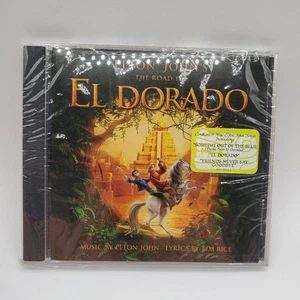 ELTON JOHN'S
THE ROAD TO
EL DORADO
"SOMEDAY OUT OF THE BLUE
"EL DORADO"
"FRIENDS NEVER SAY
GOODBYE"
MUSIC BY ELTON JOHN LYRICS BY TIM RICE